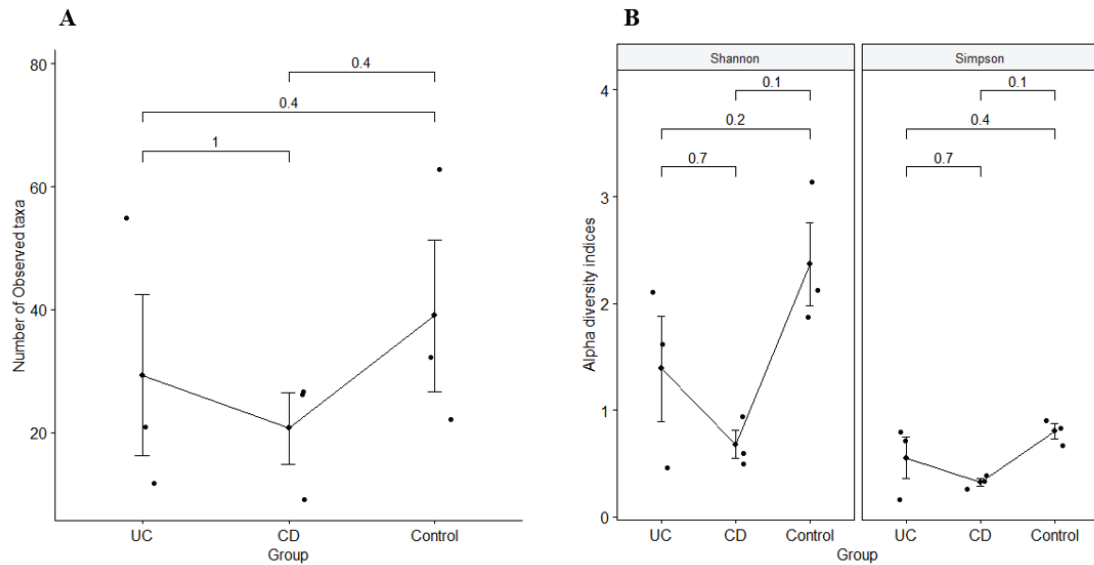 A
Number of Observed taxa
80
60
40
20
0.4
0.4
1
UC CD Control
Group
B
Alpha diversity indices
4
3
2
1
0
Shannon Simpson
0.1 0.1
0.2 0.4
0.7 0.7
UC CD Control UC CD Control
Group